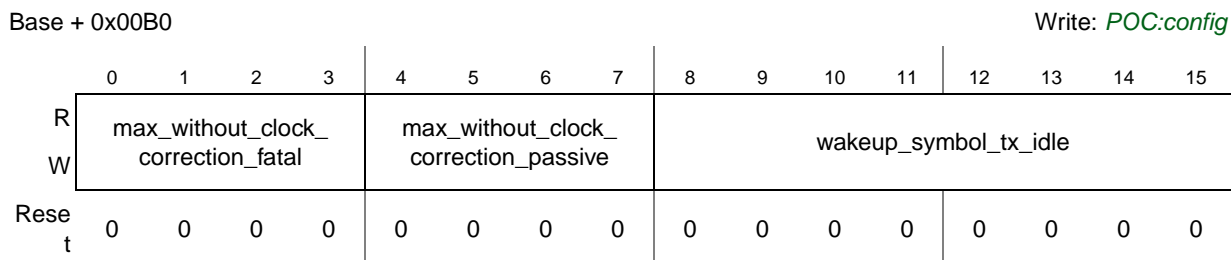 Base + 0x00B0 Write: POC:config
0 1 2 3 4 5 6 7 8 9 10 11 12 13 14 15
R
W
max_without_clock_
correction_fatal
max_without_clock_
correction_passive
wakeup_symbol_tx_idle
Rese
t
0 0 0 0 0 0 0 0 0 0 0 0 0 0 0 0